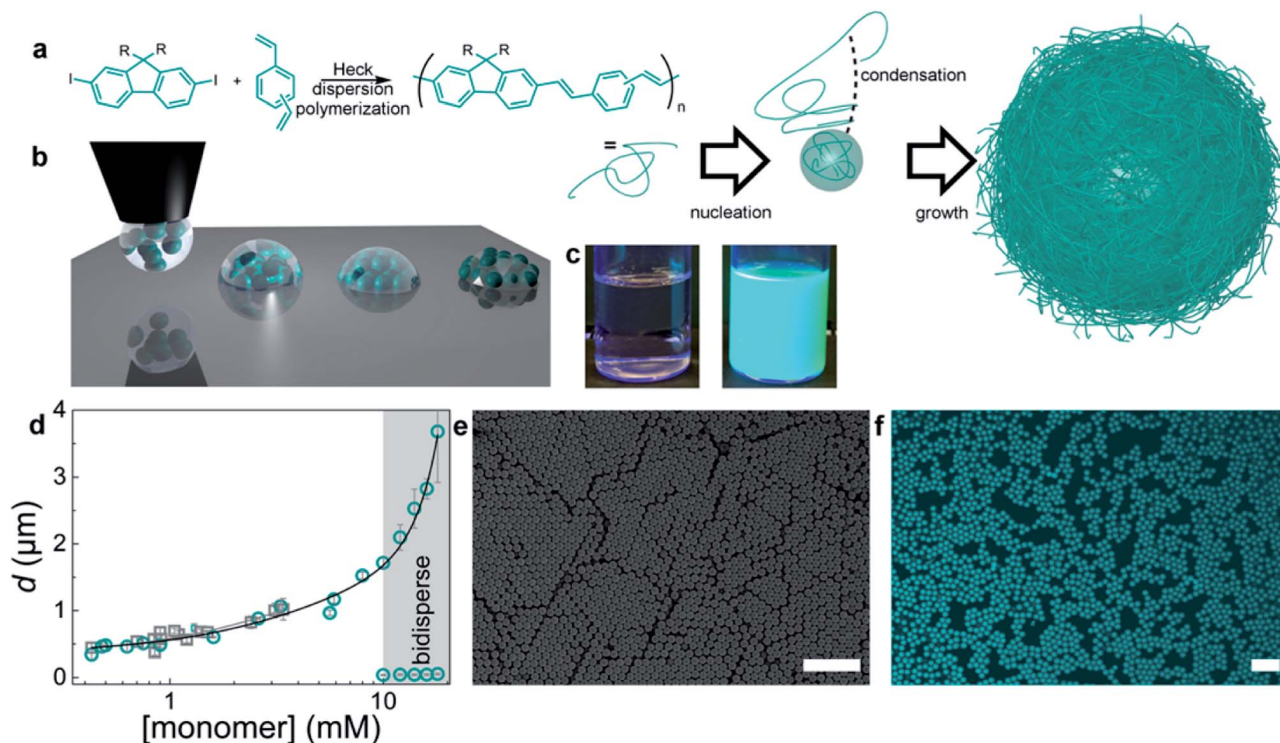 a
R R
I
I
+
Heck
dispersion
polymerization
R R
n
=
nucleation
condensation
growth
b
c
d
d (μm)
4
3
2
1
0
bidisperse
1
10
[monomer] (mM)
e
f